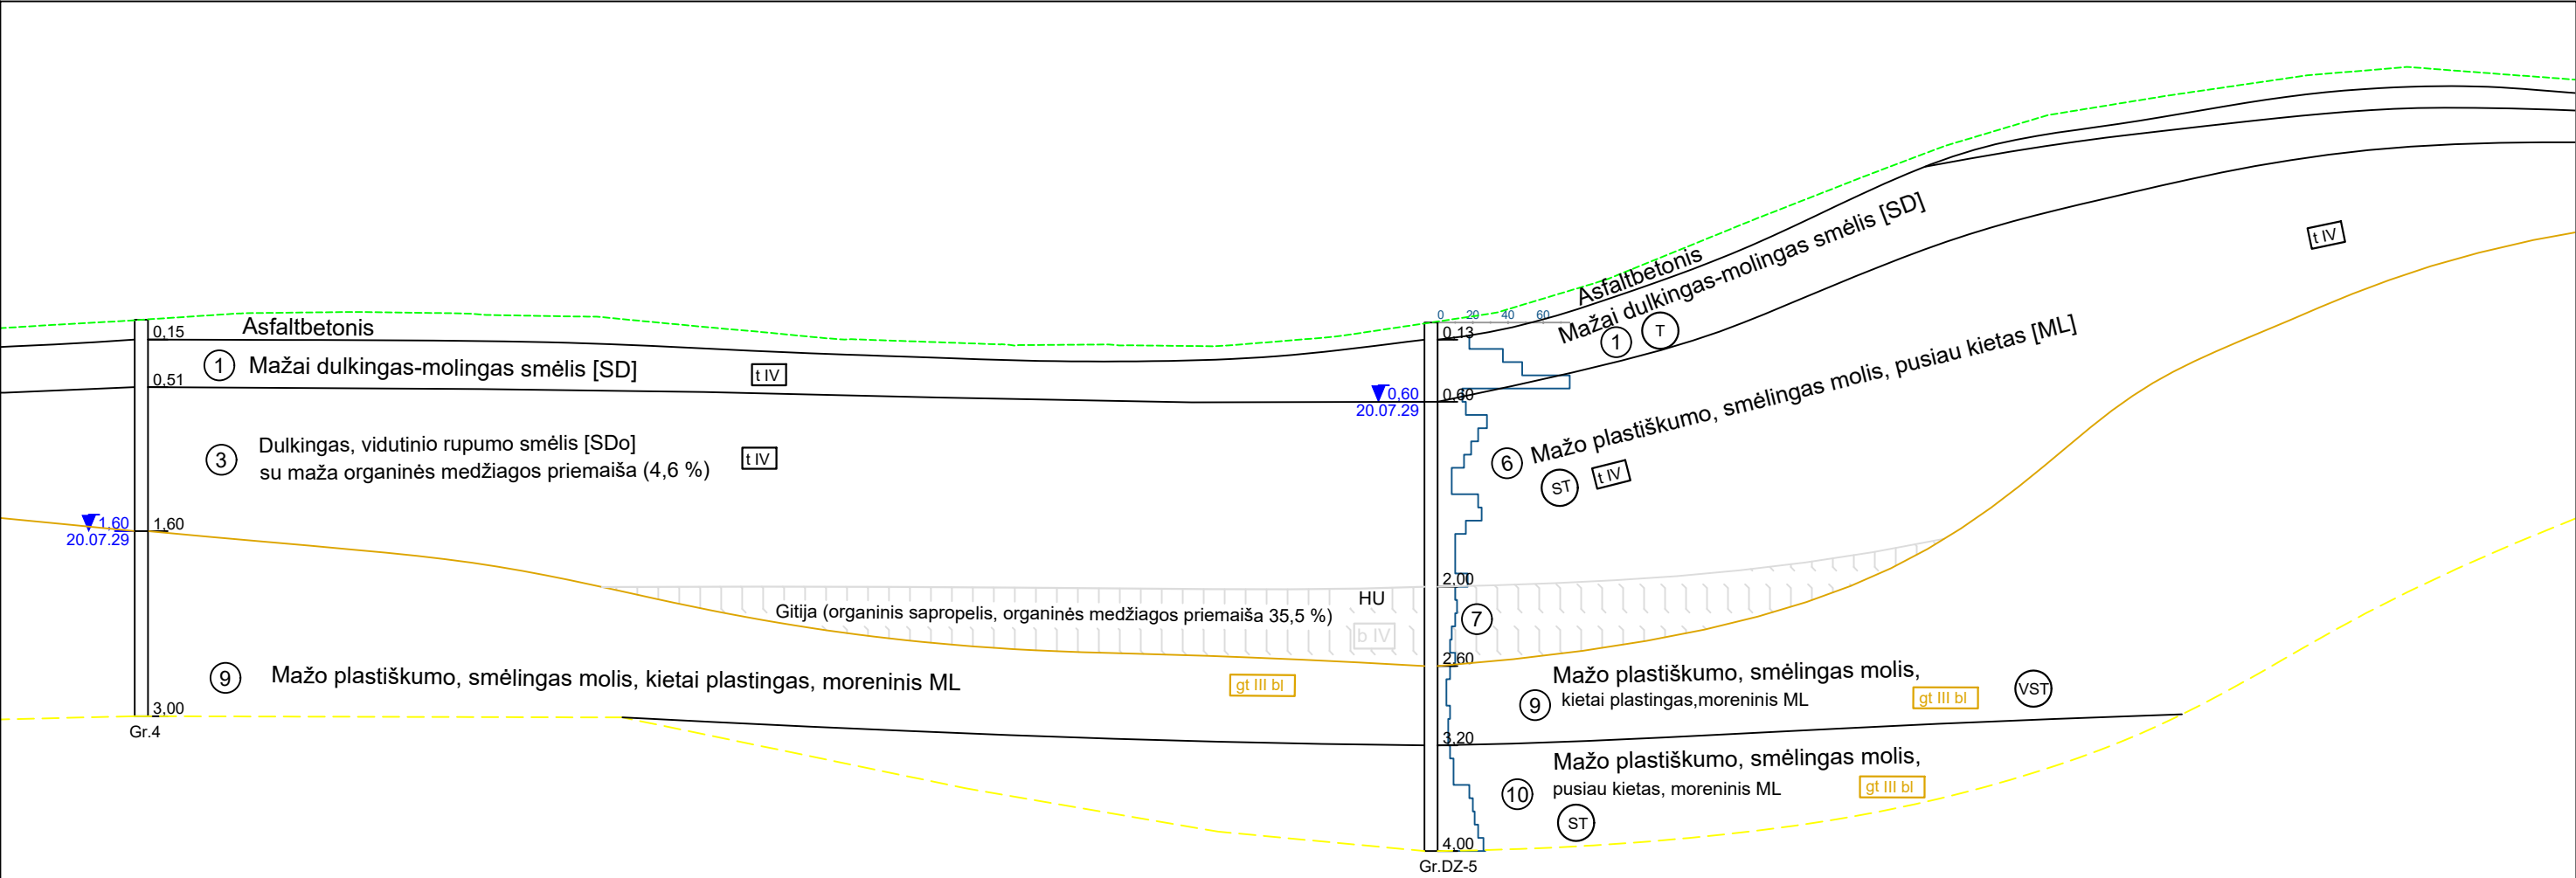 Asfaltbetonis
0,15
1 Mažai dulkingas-molingas smėlis [SD] t IV
0,51
3 Dulkingas, vidutinio rupumo smėlis [SDo] t IV
su maža organinės medžiagos priemaiša (4,6 %)
1,60
20.07.29
1,60
Gitija (organinis sapropelis, organinės medžiagos priemaiša 35,5 %)
HU
b IV
9 Mažo plastiškumo, smėlingas molis, kietai plastingas, moreninis ML gt III bl
3,00
Gr.4
0 20 40 60
0,13
Asfaltbetonis
Mažai dulkingas-molingas smėlis [SD]
1 T
t IV
0,60
20.07.29
0,60
6 Mažo plastiškumo, smėlingas molis, pusiau kietas [ML]
ST t IV
2,00
7
2,60
Mažo plastiškumo, smėlingas molis,
9 kietai plastingas,moreninis ML gt III bl VST
3,20
Mažo plastiškumo, smėlingas molis,
10 pusiau kietas, moreninis ML gt III bl
ST
4,00
Gr.DZ-5